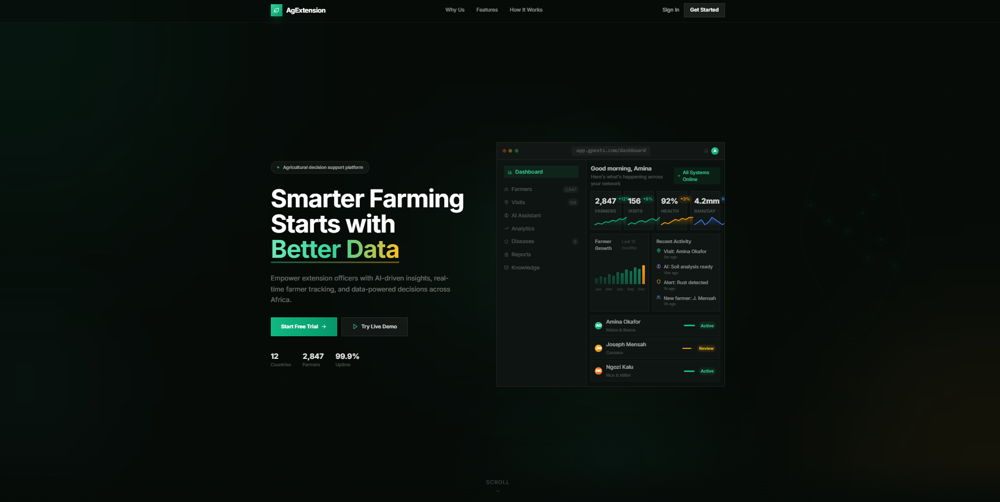 AgExtension
Why Us
Features
How It Works
Sign In
Get Started
Agricultural decision support platform
Smarter Farming
Starts with
Better Data
Empower extension officers with AI-driven insights, real-
time farmer tracking, and data-powered decisions across
Africa.
Start Free Trial →
Try Live Demo
12
Countries
2,847
Farmers
99.9%
Uptime
app.gpexts.com/dashboard
A
Dashboard
Farmers 2,847
Visits 156
AI Assistant
Analytics
Diseases 3
Reports
Knowledge
Good morning, Amina
Here's what's happening across
your network
All Systems
Online
2,847 +12%
FARMERS
156 +8%
VISITS
92% +3%
HEALTH
4.2mm N
RAIN/DAY
Farmer
Growth
Last 12
months
Jan Mar Jun Sep Dec
Recent Activity
Visit: Amina Okafor
2m ago
AI: Soil analysis ready
15m ago
Alert: Rust detected
1h ago
New farmer: J. Mensah
3h ago
AO
Amina Okafor
Maize & Beans
Active
JM
Joseph Mensah
Cassava
Review
NK
Ngozi Kalu
Rice & Millet
Active
SCROLL